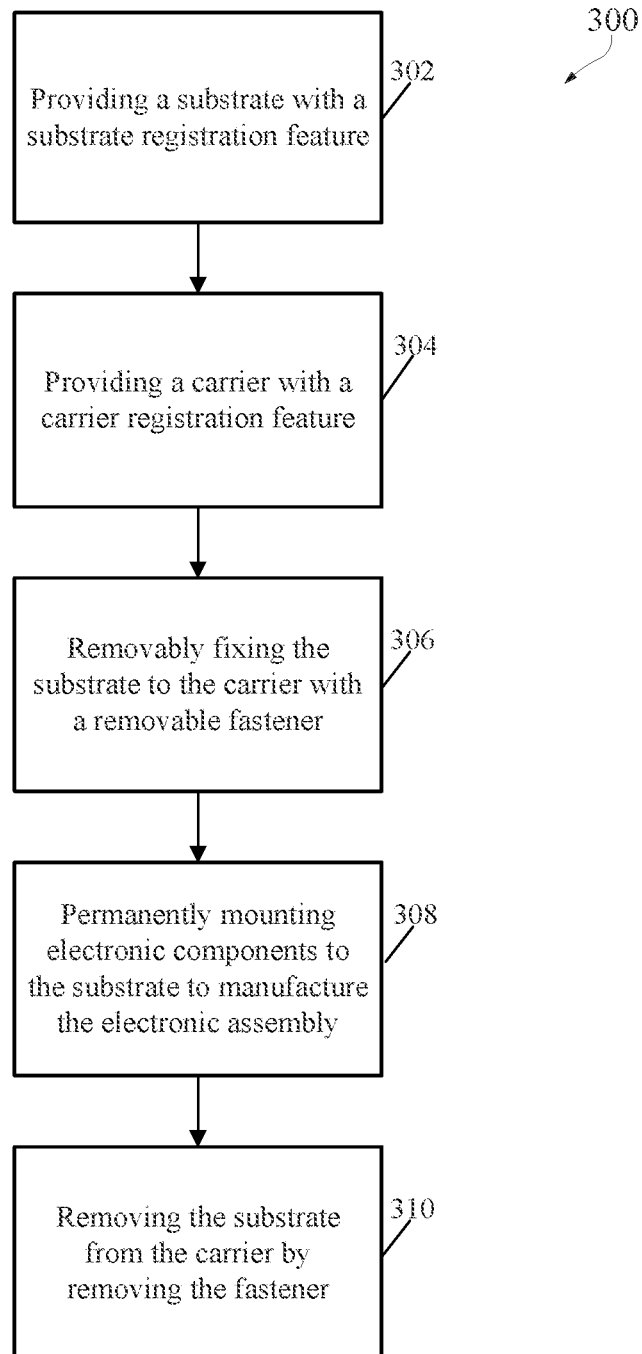 300
302
Providing a substrate with a
substrate registration feature
304
Providing a carrier with a
carrier registration feature
306
Removably fixing the
substrate to the carrier with
a removable fastener
308
Permanently mounting
electronic components to
the substrate to manufacture
the electronic assembly
310
Removing the substrate
from the carrier by
removing the fastener